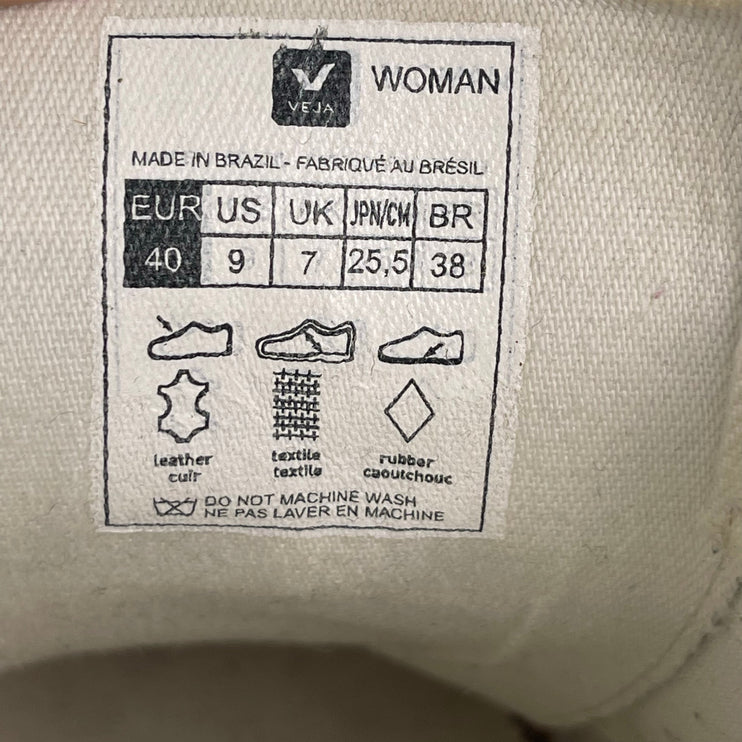 VEJA
WOMAN
MADE IN BRAZIL - FABRIQUÉ AU BRÉSIL
EUR US UK JPN/CM BR
40 9 7 25,5 38
leather textile rubber
cuir textile caoutchouc
DO NOT MACHINE WASH
NE PAS LAVER EN MACHINE